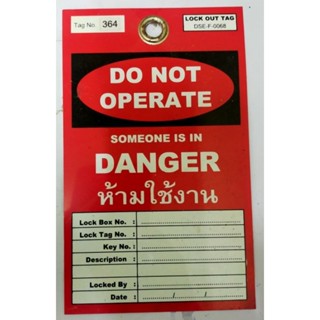 Tag No. 364
LOCK OUT TAG
DSE-F-0068
DO NOT
OPERATE
SOMEONE IS IN
DANGER
ห้ามใช้งาน
Lock Box No. :
Lock Tag No. :
Key No. :
Description :
Locked By :
Date : / /